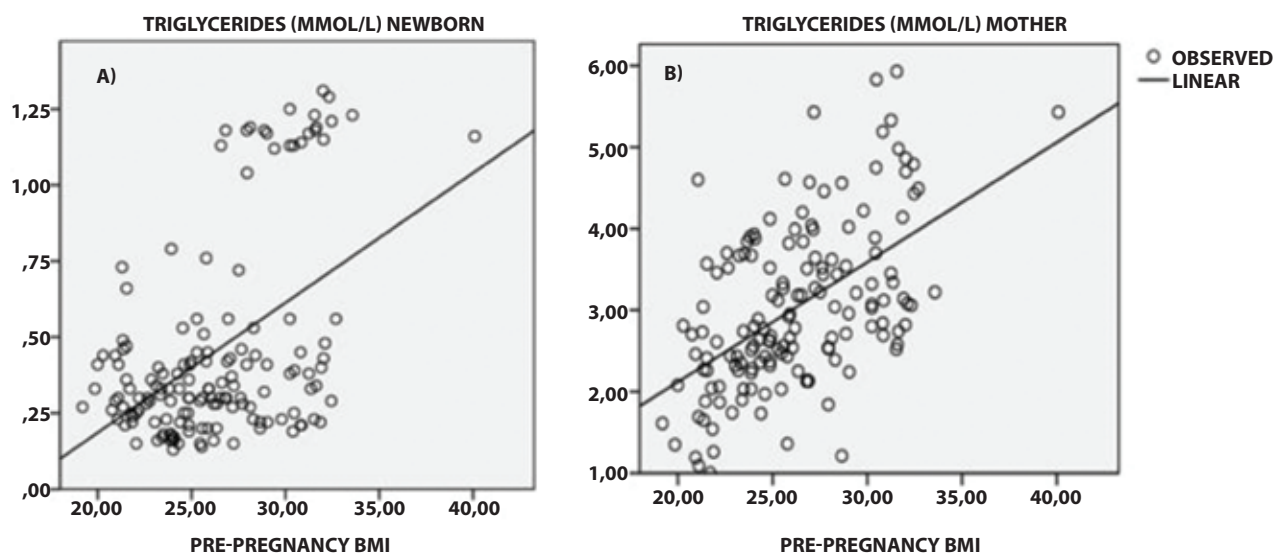 TRIGLYCERIDES (MMOL/L) NEWBORN
A)
1,25
1,00
,75
,50
,25
,00
20,00 25,00 30,00 35,00 40,00
PRE-PREGNANCY BMI
TRIGLYCERIDES (MMOL/L) MOTHER
B)
6,00
5,00
4,00
3,00
2,00
1,00
20,00 25,00 30,00 35,00 40,00
PRE-PREGNANCY BMI
OBSERVED
LINEAR